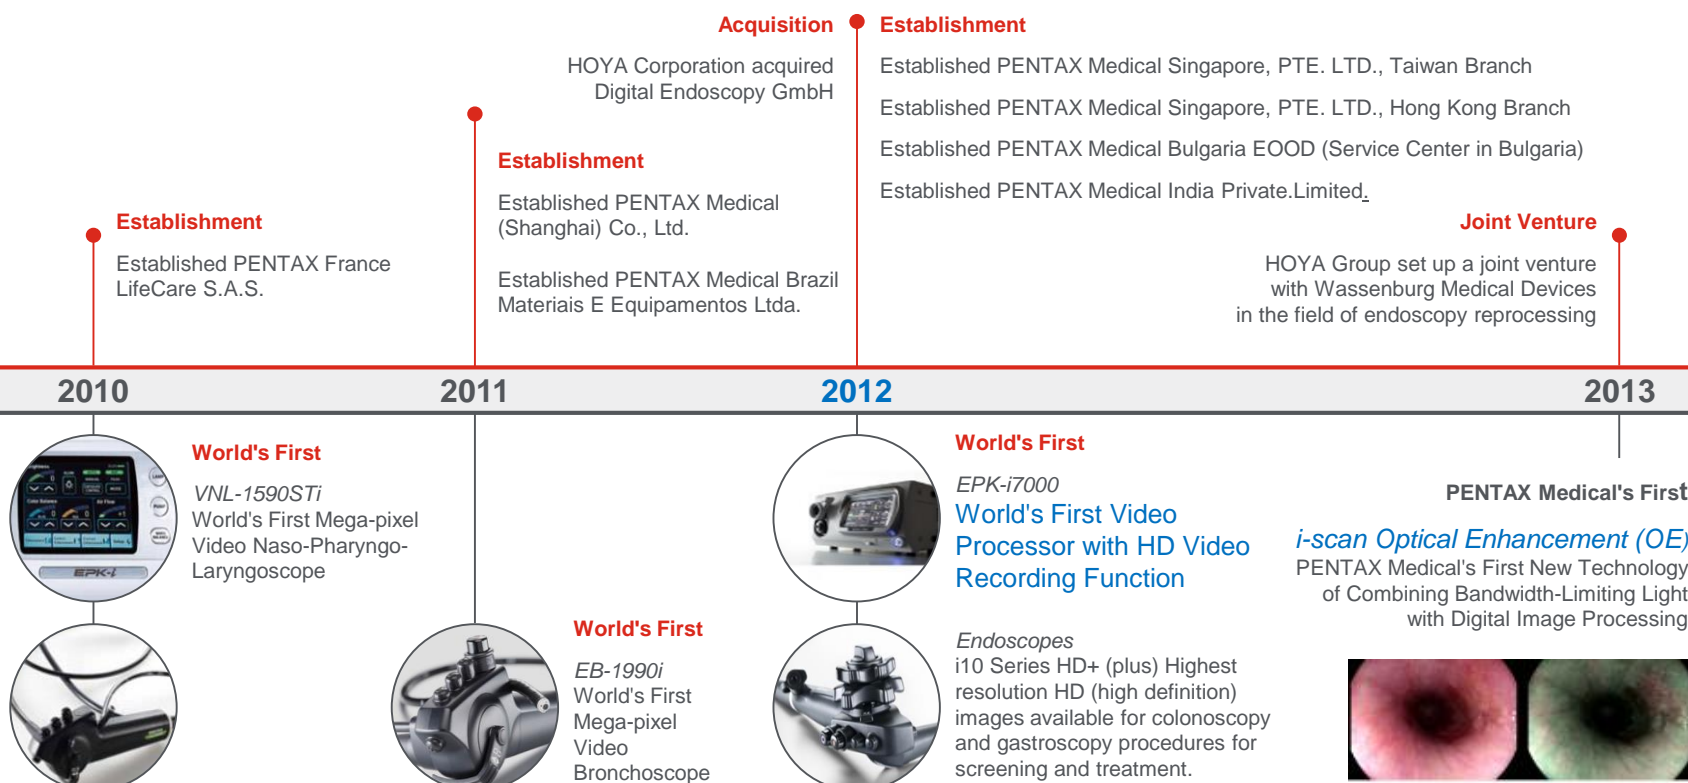 Acquisition
HOYA Corporation acquired
Digital Endoscopy GmbH
Establishment
Established PENTAX Medical Singapore, PTE. LTD., Taiwan Branch
Established PENTAX Medical Singapore, PTE. LTD., Hong Kong Branch
Established PENTAX Medical Bulgaria EOOD (Service Center in Bulgaria)
Established PENTAX Medical India Private.Limited.
Establishment
Established PENTAX Medical
(Shanghai) Co., Ltd.
Established PENTAX Medical Brazil
Materiais E Equipamentos Ltda.
Establishment
Established PENTAX France
LifeCare S.A.S.
Joint Venture
HOYA Group set up a joint venture
with Wassenburg Medical Devices
in the field of endoscopy reprocessing
2010
2011
2012
2013
World's First
VNL-1590STi
World's First Mega-pixel
Video Naso-Pharyngo-
Laryngoscope
EPK-i
World's First
EB-1990i
World's First
Mega-pixel
Video
Bronchoscope
World's First
EPK-i7000
World's First Video
Processor with HD Video
Recording Function
Endoscopes
i10 Series HD+ (plus) Highest
resolution HD (high definition)
images available for colonoscopy
and gastroscopy procedures for
screening and treatment.
PENTAX Medical's First
i-scan Optical Enhancement (OE)
PENTAX Medical's First New Technology
of Combining Bandwidth-Limiting Light
with Digital Image Processing